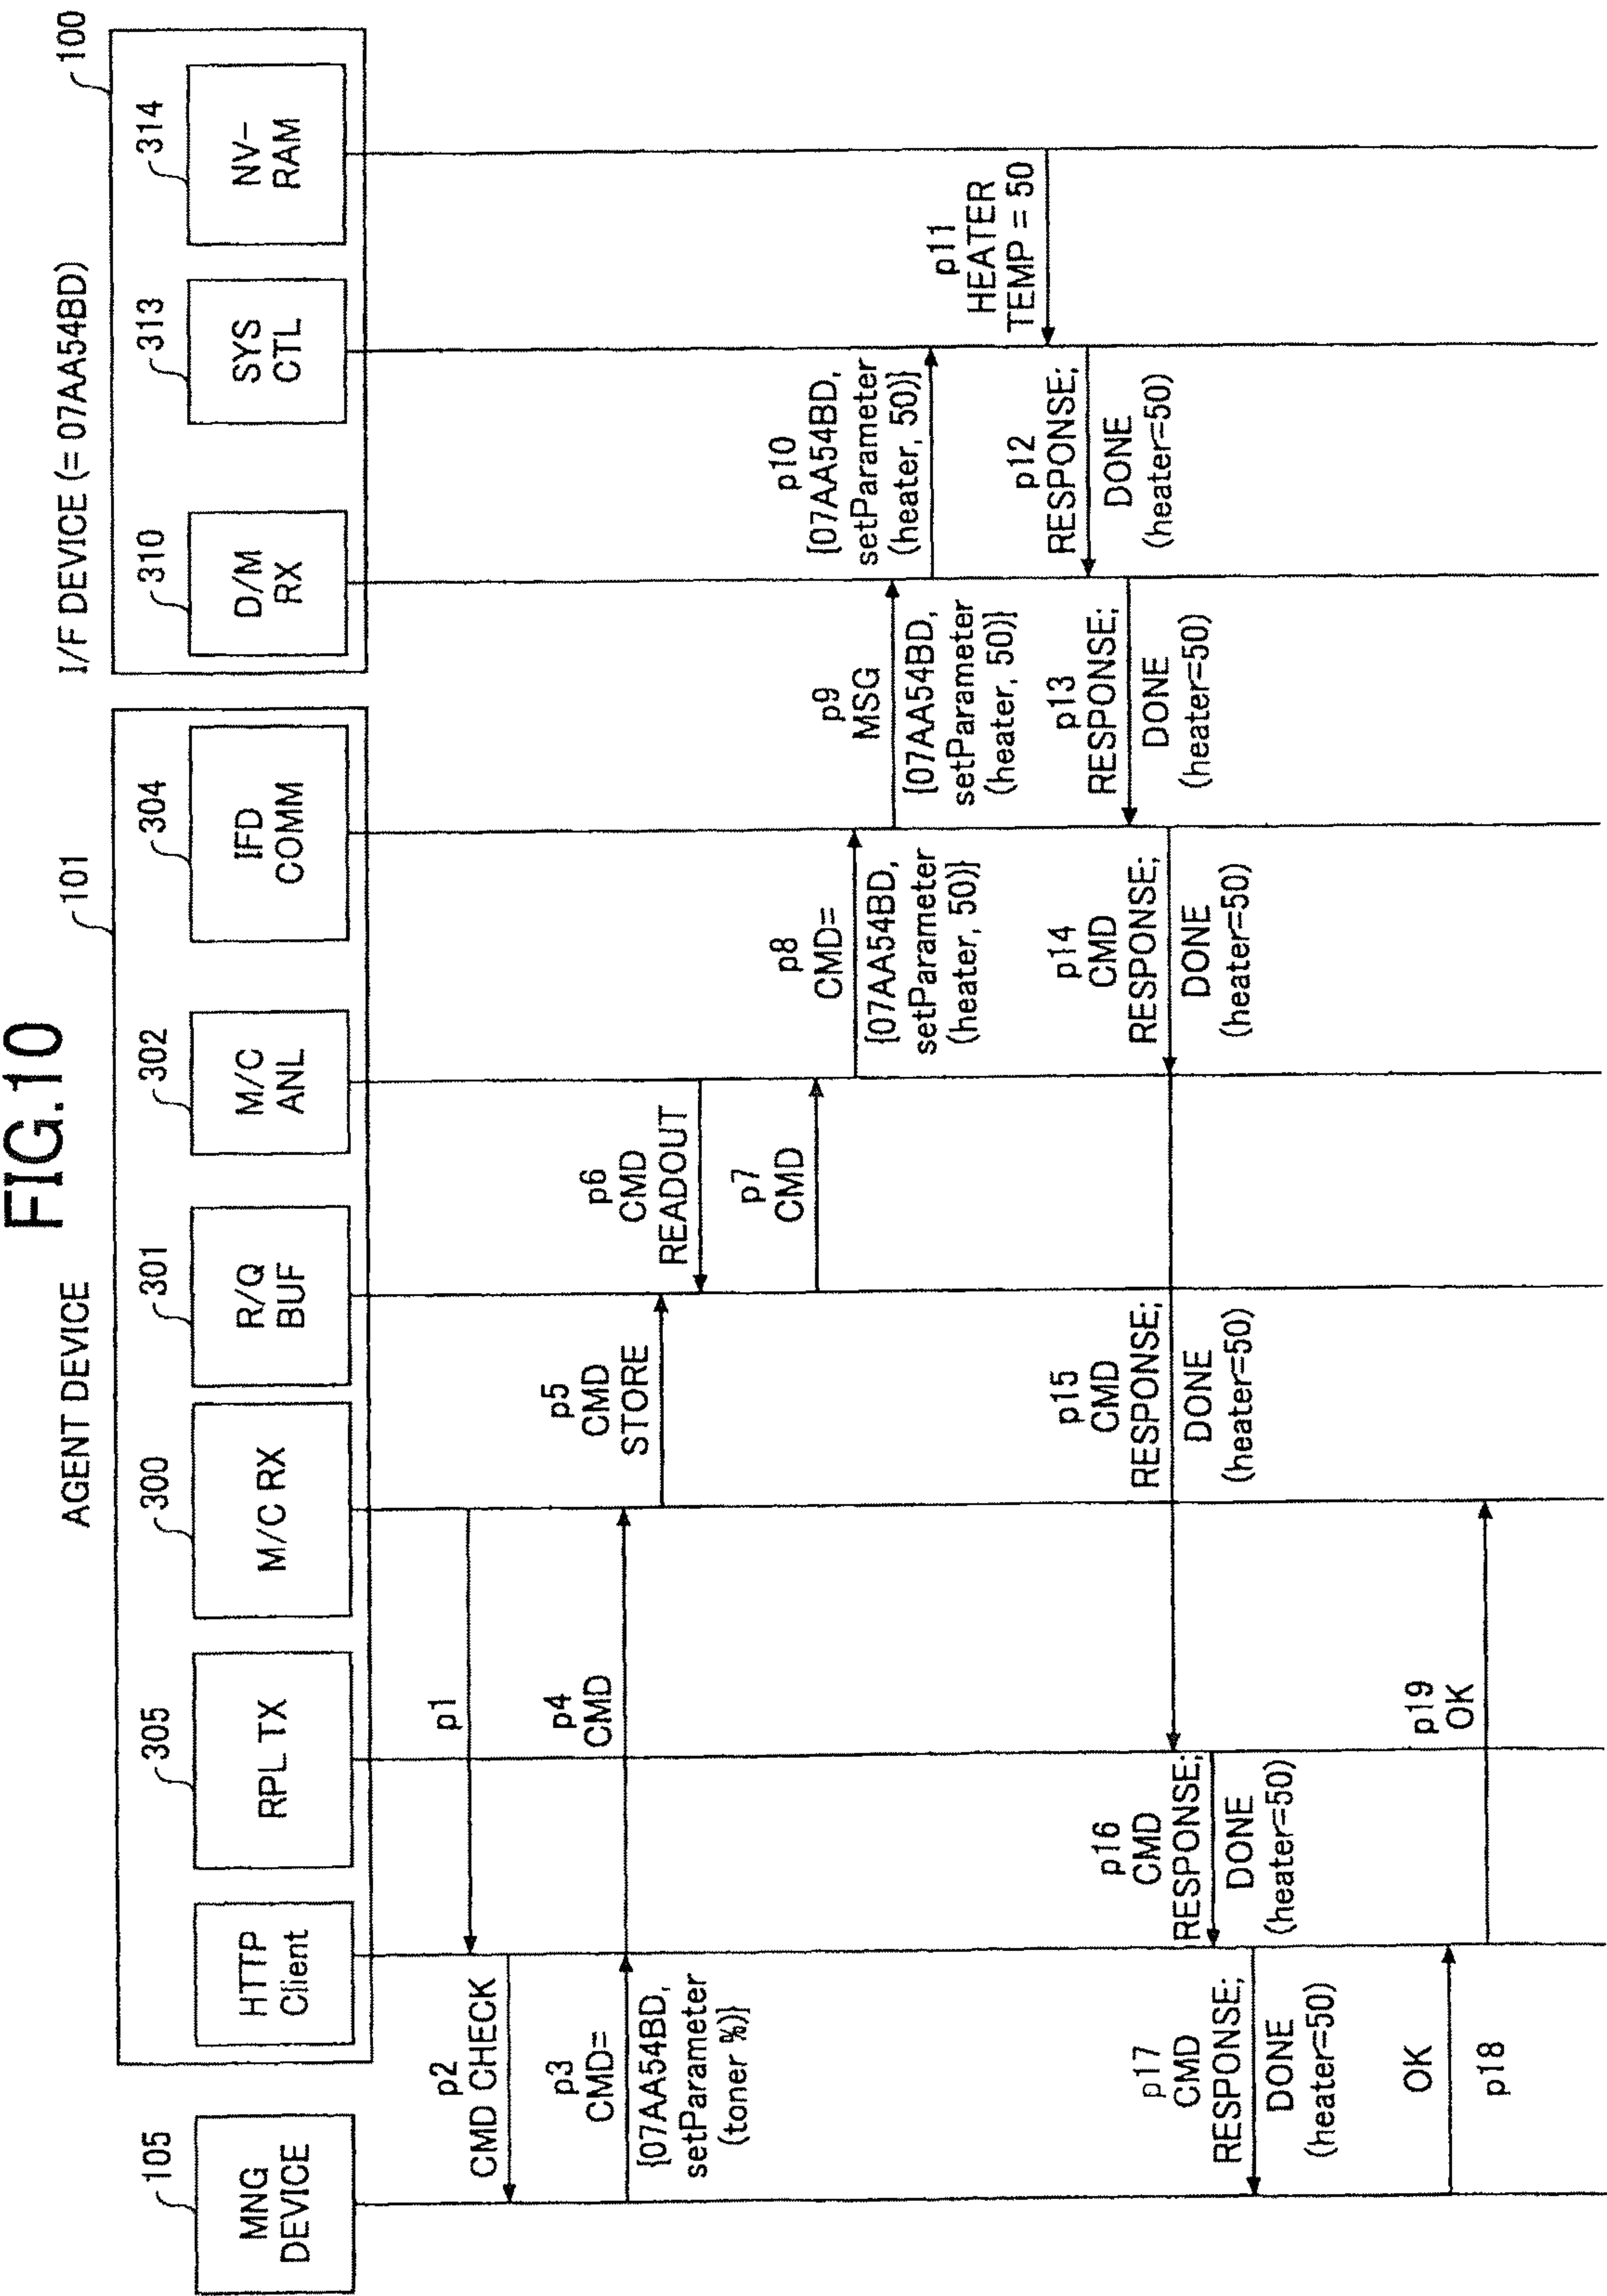 FIG.10
AGENT DEVICE
101
I/F DEVICE (= 07AA54BD)
100
105
MNG
DEVICE
HTTP
Client
305
RPL TX
300
M/C RX
301
R/Q
BUF
302
M/C
ANL
304
IFD
COMM
310
D/M
RX
313
SYS
CTL
314
NV-
RAM
p1
p2
CMD CHECK
p3
CMD=
{07AA54BD,
setParameter
(toner %)}
p4
CMD
p5
CMD
STORE
p6
CMD
READOUT
p7
CMD
p8
CMD=
{07AA54BD,
setParameter
(heater, 50)}
p9
MSG
{07AA54BD,
setParameter
(heater, 50)}
p10
{07AA54BD,
setParameter
(heater, 50)}
p11
HEATER
TEMP = 50
p12
RESPONSE;
DONE
(heater=50)
p13
RESPONSE;
DONE
(heater=50)
p14
CMD
RESPONSE;
DONE
(heater=50)
p15
CMD
RESPONSE;
DONE
(heater=50)
p16
CMD
RESPONSE;
DONE
(heater=50)
p17
CMD
RESPONSE;
DONE
(heater=50)
OK
p18
p19
OK